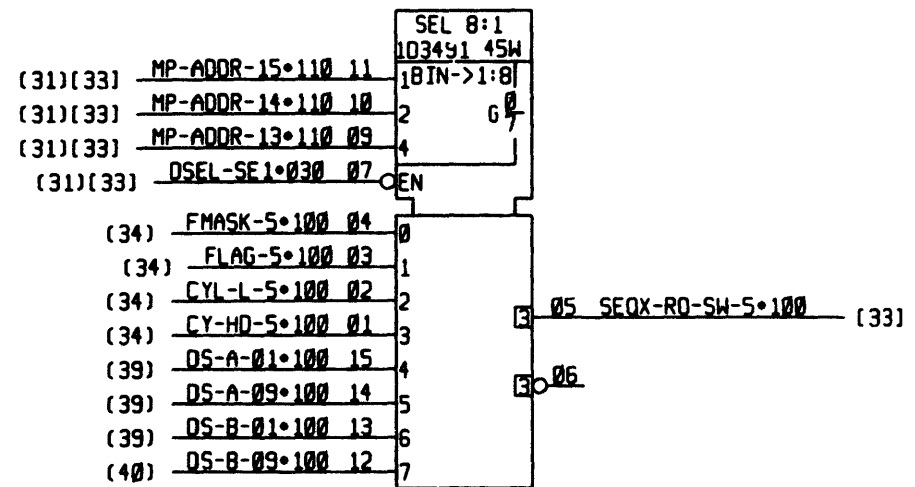 SEL 8:1
1D3491 45W
(31)[33] MP-ADDR-15•110 11 1 BIN->1:8
(31)[33] MP-ADDR-14•110 10 2 G 0/7
(31)[33] MP-ADDR-13•110 09 4
(31)[33] DSEL-SE1•030 07 EN
(34) FMASK-5•100 04 0
(34) FLAG-5•100 03 1
(34) CYL-L-5•100 02 2
(34) CY-HD-5•100 01 3
3 05 SEQX-RO-SW-5•100 [33]
(39) DS-A-01•100 15 4
(39) DS-A-09•100 14 5
3 06
(39) DS-B-01•100 13 6
(40) DS-B-09•100 12 7